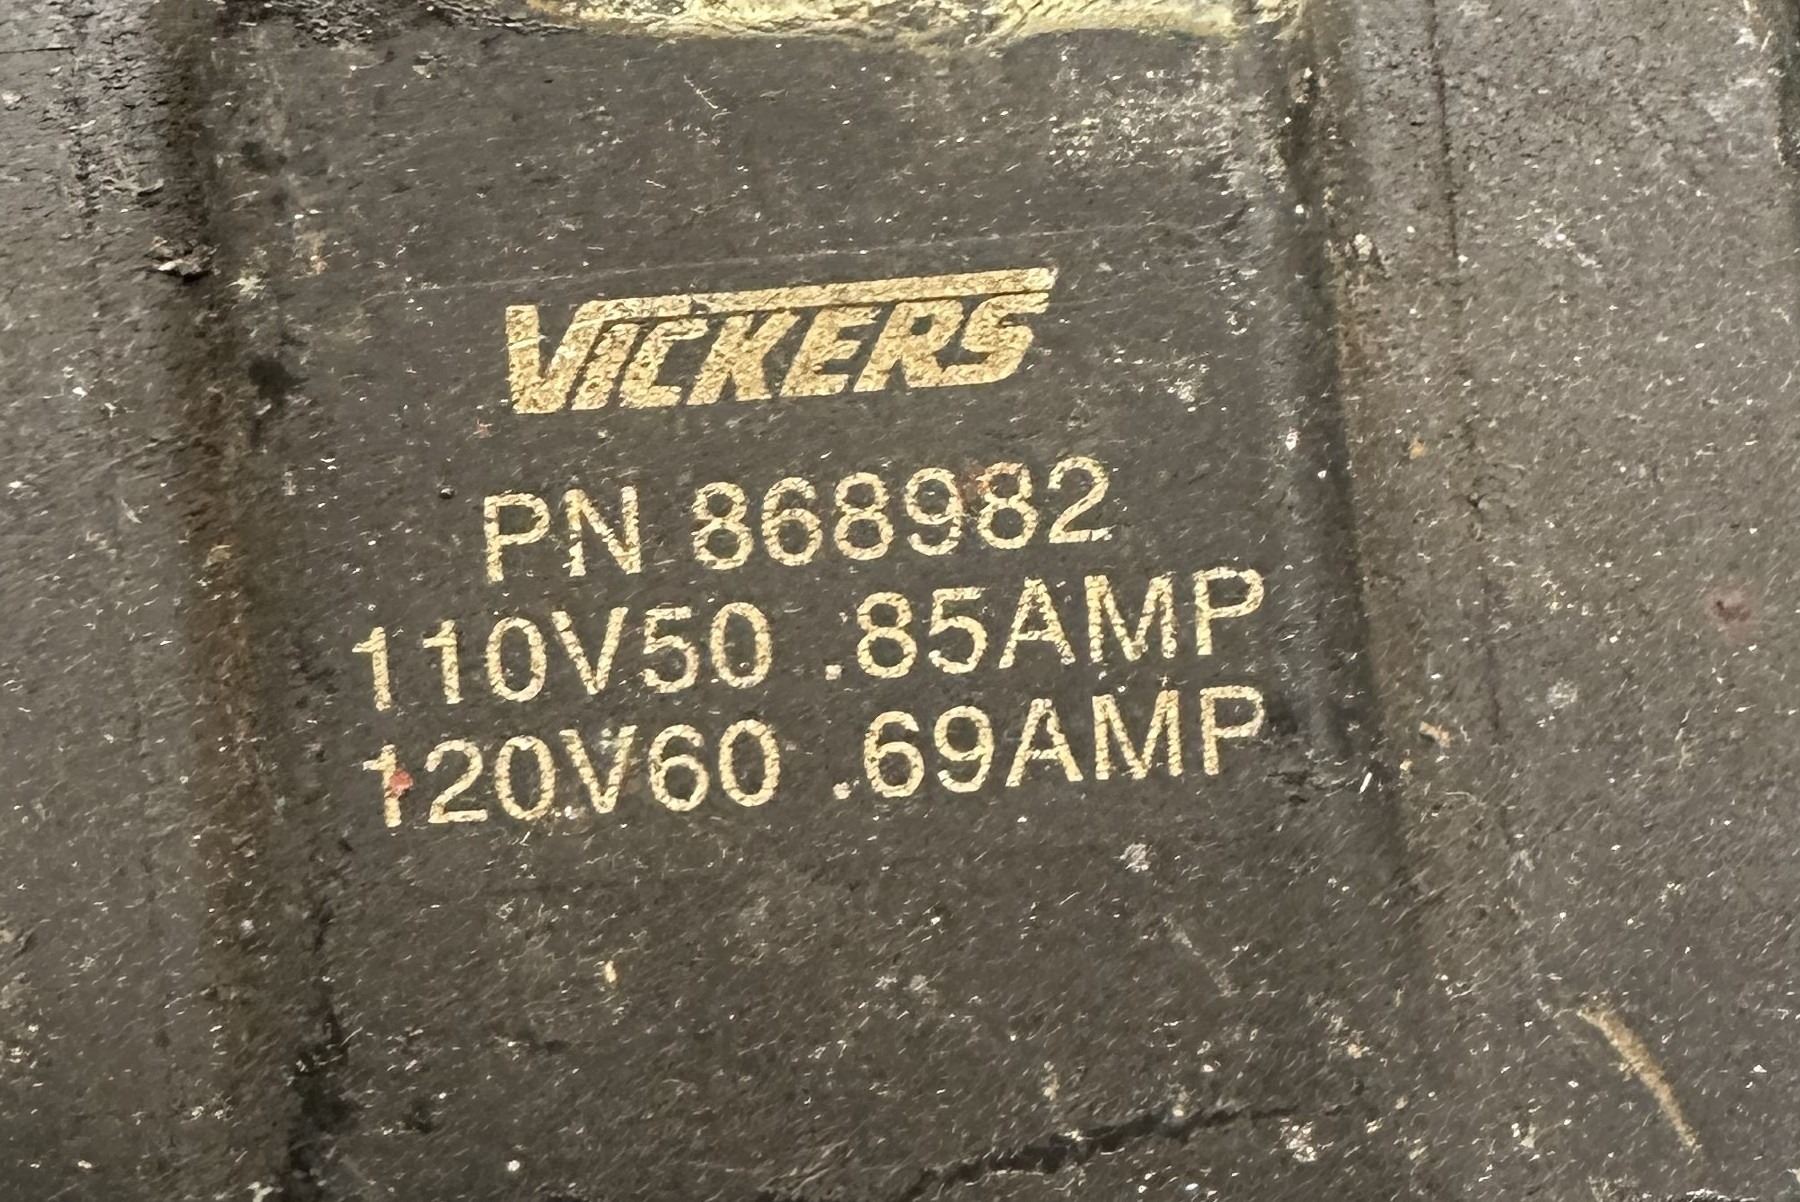 VICKERS
PN 868982
110V50 .85AMP
120V60 .69AMP